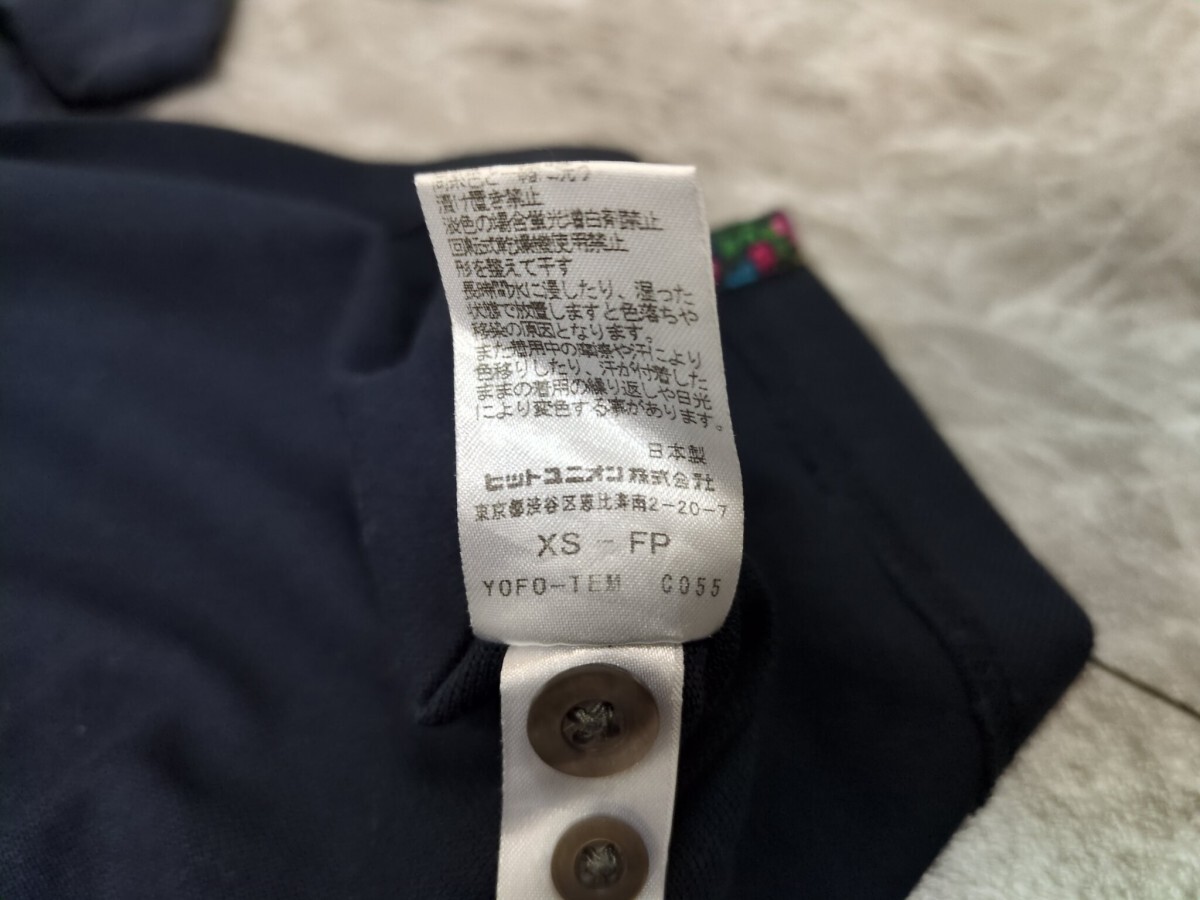 漬け置き禁止
淡色の場合蛍光増白剤禁止
回転式乾燥機使用禁止
形を整えて干す
長時間水に浸したり、湿った
状態で放置しますと色落ちや
移染の原因となります。
また着用中の摩擦や汗により
色移りしたり、汗が付着した
ままの着用の繰り返しや日光
により変色する事があります。
日本製
ヒットユニオン株式会社
東京都渋谷区恵比寿南2-20-7
XS - FP
YOFO-TEM C055